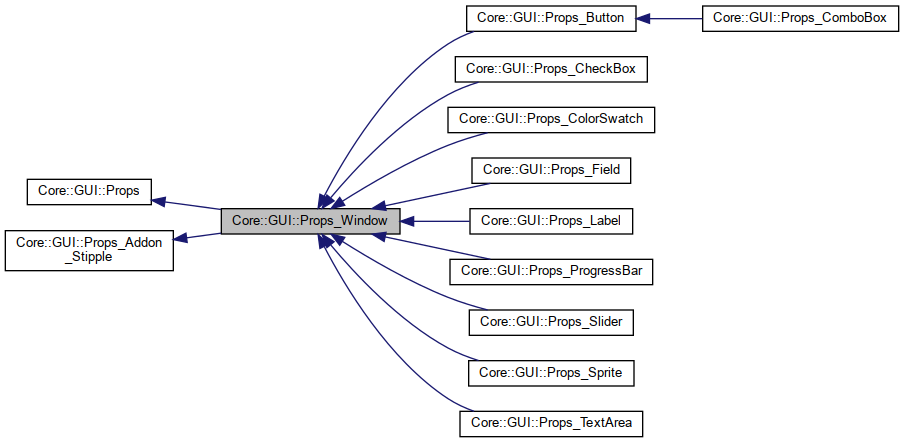 Core::GUI::Props_Button
Core::GUI::Props_ComboBox
Core::GUI::Props_CheckBox
Core::GUI::Props_ColorSwatch
Core::GUI::Props_Field
Core::GUI::Props
Core::GUI::Props_Window
Core::GUI::Props_Label
Core::GUI::Props_Addon
_Stipple
Core::GUI::Props_ProgressBar
Core::GUI::Props_Slider
Core::GUI::Props_Sprite
Core::GUI::Props_TextArea